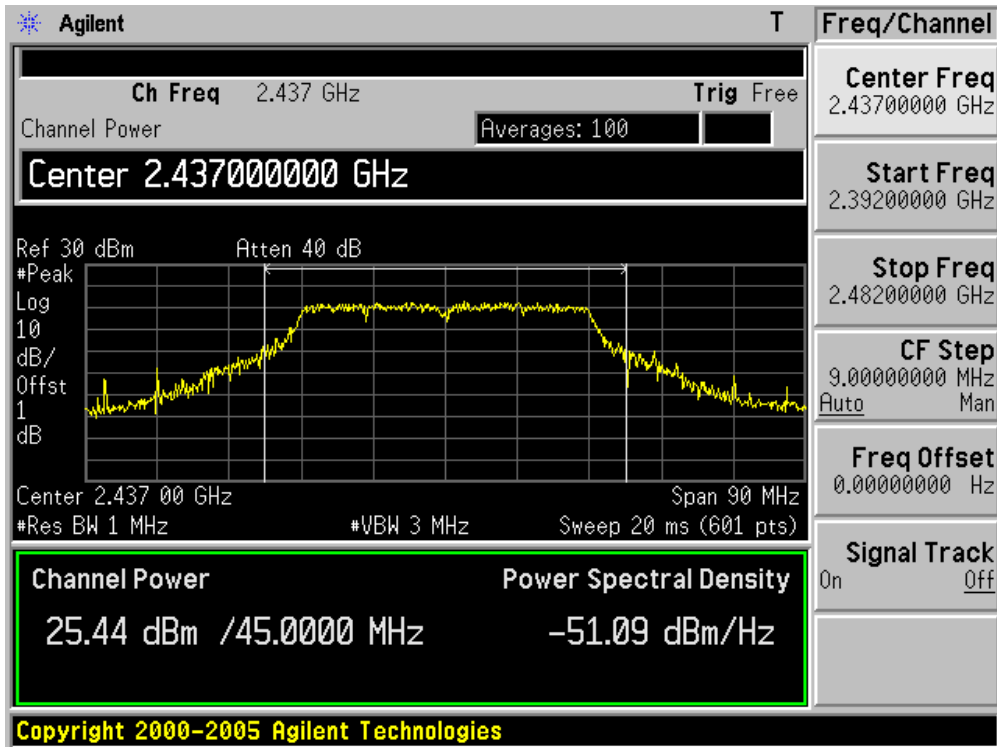 Agilent T
Freq/Channel
Ch Freq 2.437 GHz Trig Free
Channel Power Averages: 100
Center 2.437000000 GHz
Ref 30 dBm Atten 40 dB
#Peak
Log
10
dB/
Offst
1
dB
Center 2.437 00 GHz Span 90 MHz
#Res BW 1 MHz #VBW 3 MHz Sweep 20 ms (601 pts)
Channel Power Power Spectral Density
25.44 dBm /45.0000 MHz -51.09 dBm/Hz
Copyright 2000-2005 Agilent Technologies
Center Freq
2.43700000 GHz
Start Freq
2.39200000 GHz
Stop Freq
2.48200000 GHz
CF Step
9.00000000 MHz
Auto Man
Freq Offset
0.00000000 Hz
Signal Track
On Off